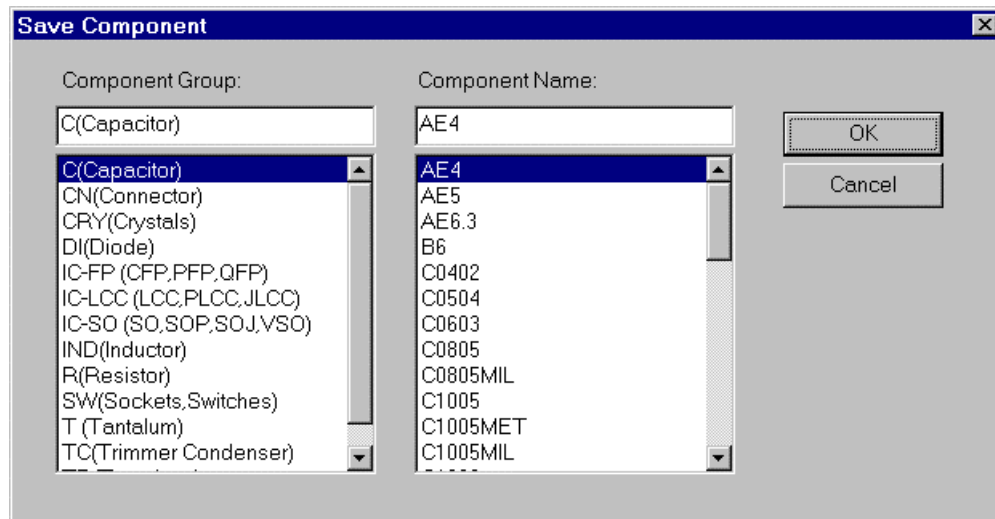 Save Component
Component Group:
C(Capacitor)
C(Capacitor)
CN(Connector)
CRY(Crystals)
DI(Diode)
IC-FP (CFP,PFP,QFP)
IC-LCC (LCC,PLCC,JLCC)
IC-SO (SO,SOP,SOJ,VSO)
IND(Inductor)
R(Resistor)
SW(Sockets,Switches)
T (Tantalum)
TC(Trimmer Condenser)
Component Name:
AE4
AE4
AE5
AE6.3
B6
C0402
C0504
C0603
C0805
C0805MIL
C1005
C1005MET
C1005MIL
OK
Cancel